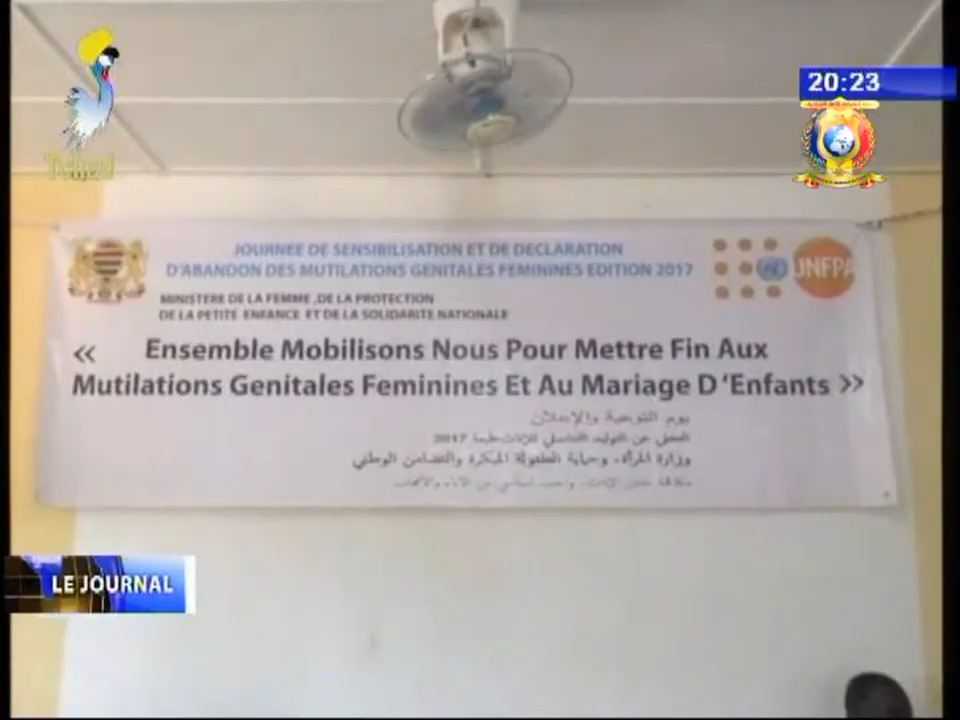 20:23
Tchad
JOURNEE DE SENSIBILISATION ET DE DECLARATION
D'ABANDON DES MUTILATIONS GENITALES FEMININES EDITION 2017
UNFPA
MINISTERE DE LA FEMME ,DE LA PROTECTION
DE LA PETITE ENFANCE ET DE LA SOLIDARITE NATIONALE
« Ensemble Mobilisons Nous Pour Mettre Fin Aux
Mutilations Genitales Feminines Et Au Mariage D'Enfants »
يوم التوعية والإعلان
2017
وزارة المرأة، وحماية الطفولة المبكرة والتضامن الوطني
LE JOURNAL